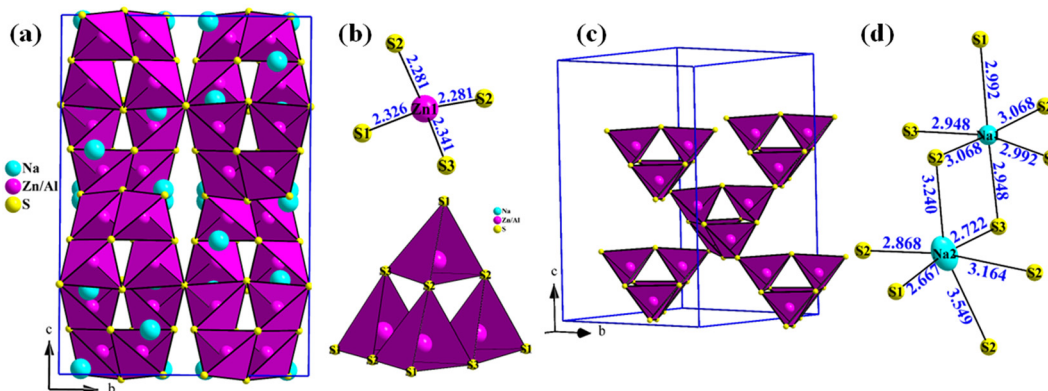 (a)
Na
Zn/Al
S
c
b
(b)
S2
2.281
2.281
S2
2.326
Zn1
S1
2.341
S3
S1
Na
Zn/Al
S
S3
S2
S2
S1
S2
S1
S3
S1
(c)
c
b
(d)
S1
2.992
3.068
S3
2.948
S2
3.068
2.992
2.948
3.240
S3
2.722
S2
2.868
Na2
S2
3.164
S1
2.667
3.549
S2